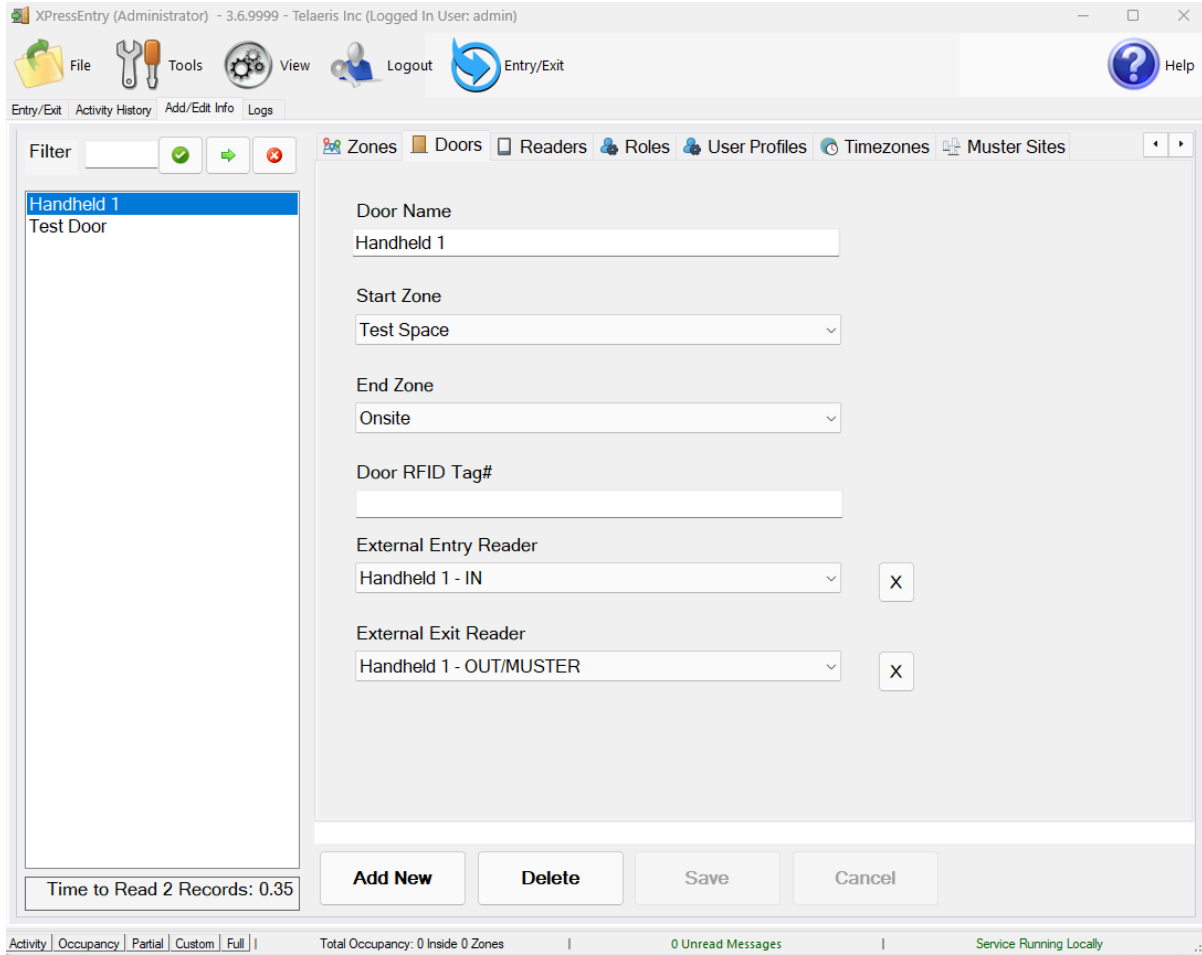 XPressEntry (Administrator) - 3.6.9999 - Telaeris Inc (Logged In User: admin)
File Tools View Logout Entry/Exit Help
Entry/Exit Activity History Add/Edit Info Logs
Filter
Zones Doors Readers Roles User Profiles Timezones Muster Sites
Handheld 1
Test Door
Door Name
Handheld 1
Start Zone
Test Space
End Zone
Onsite
Door RFID Tag#
External Entry Reader
Handheld 1 - IN
X
External Exit Reader
Handheld 1 - OUT/MUSTER
X
Time to Read 2 Records: 0.35
Add New Delete Save Cancel
Activity Occupancy Partial Custom Full | Total Occupancy: 0 Inside 0 Zones | 0 Unread Messages | Service Running Locally